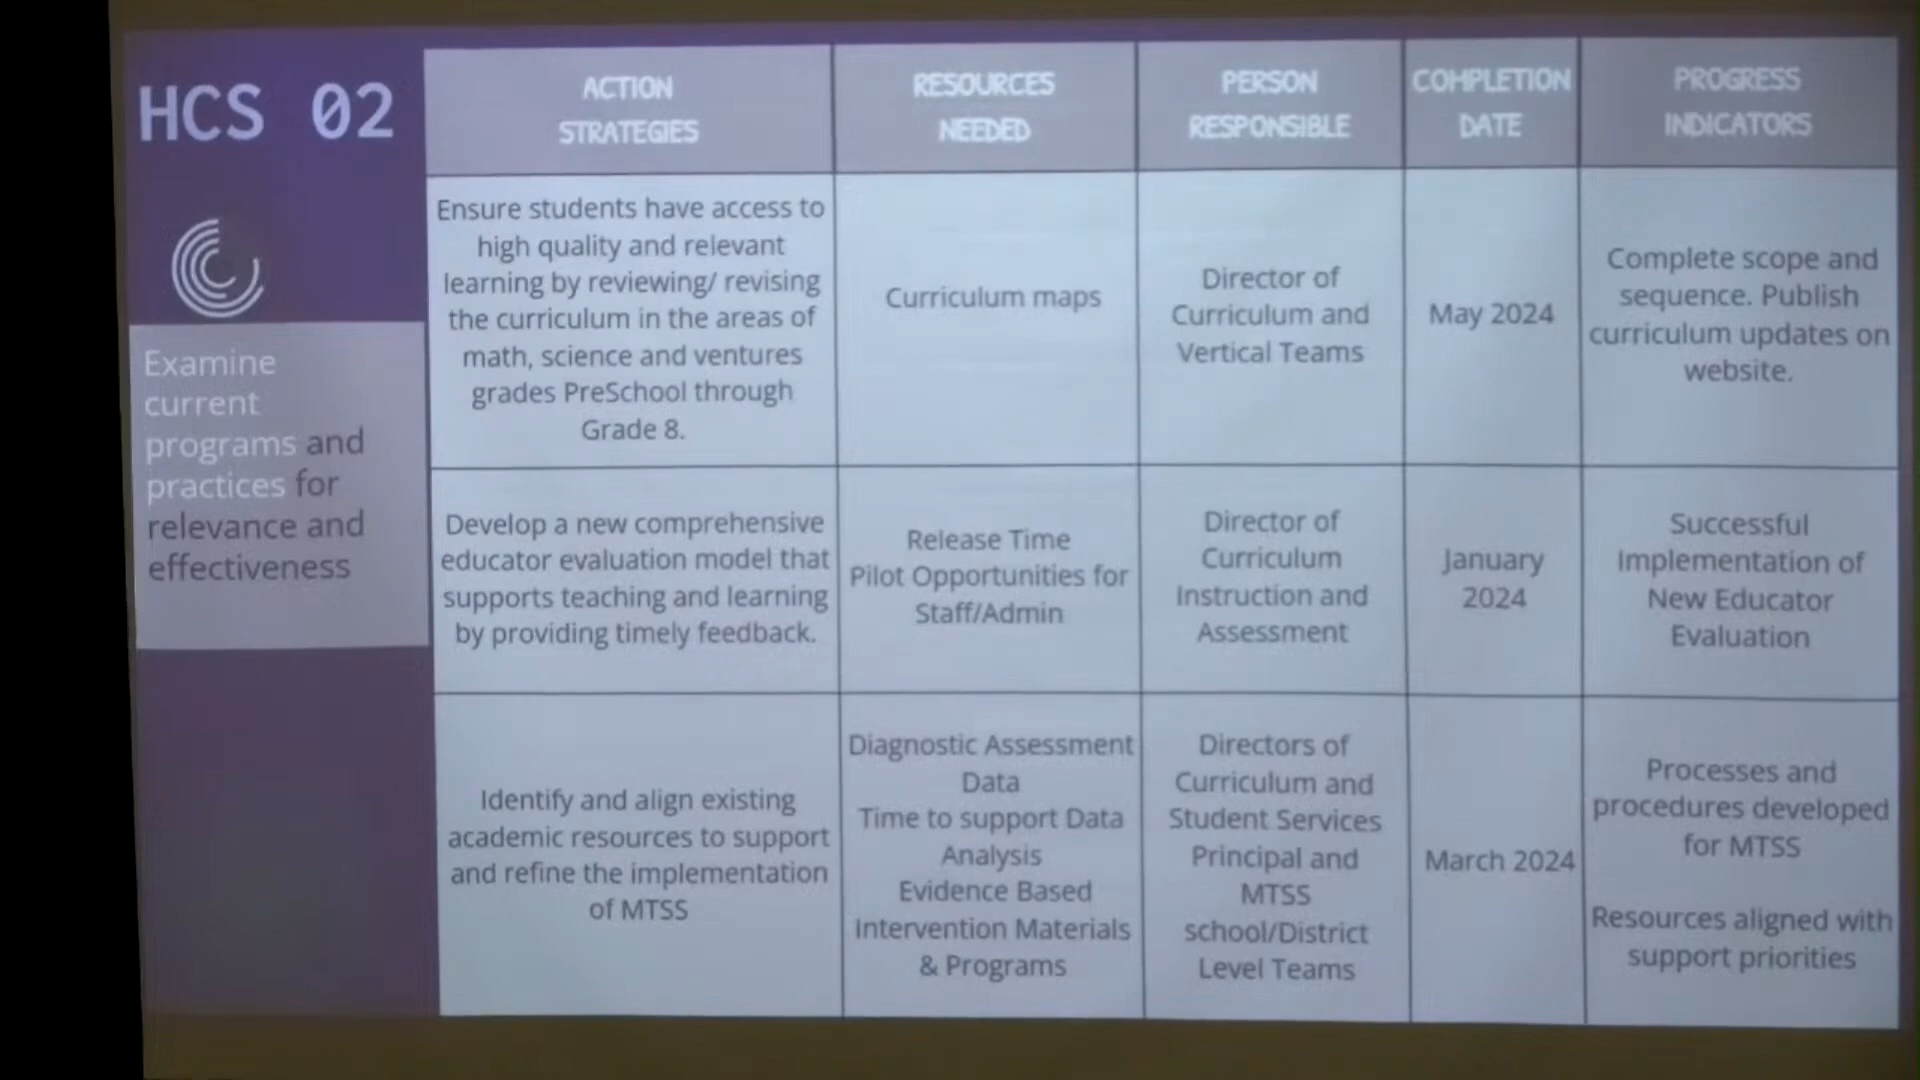 HCS 02
Examine
current
programs and
practices for
relevance and
effectiveness
ACTION
STRATEGIES
RESOURCES
NEEDED
PERSON
RESPONSIBLE
COMPLETION
DATE
PROGRESS
INDICATORS
Ensure students have access to
high quality and relevant
learning by reviewing/ revising
the curriculum in the areas of
math, science and ventures
grades PreSchool through
Grade 8.
Curriculum maps
Director of
Curriculum and
Vertical Teams
May 2024
Complete scope and
sequence. Publish
curriculum updates on
website.
Develop a new comprehensive
educator evaluation model that
supports teaching and learning
by providing timely feedback.
Release Time
Pilot Opportunities for
Staff/Admin
Director of
Curriculum
Instruction and
Assessment
January
2024
Successful
Implementation of
New Educator
Evaluation
Identify and align existing
academic resources to support
and refine the implementation
of MTSS
Diagnostic Assessment
Data
Time to support Data
Analysis
Evidence Based
Intervention Materials
& Programs
Directors of
Curriculum and
Student Services
Principal and
MTSS
school/District
Level Teams
March 2024
Processes and
procedures developed
for MTSS
Resources aligned with
support priorities